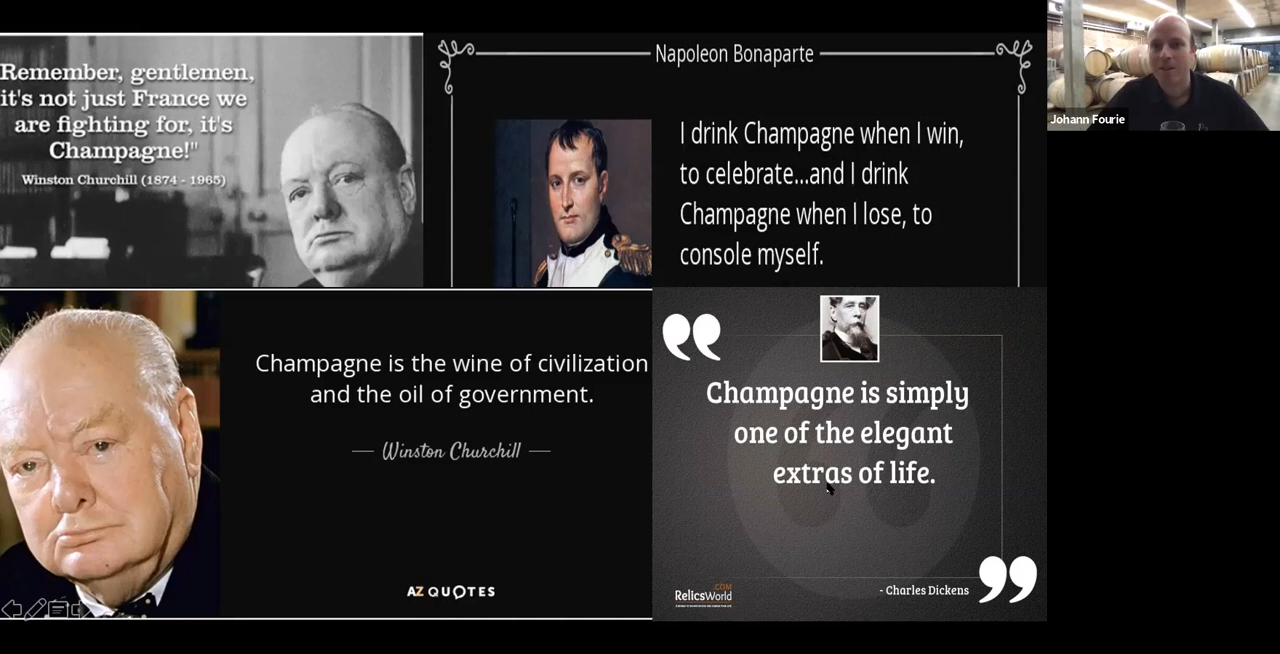 Remember, gentlemen,
it's not just France we
are fighting for, it's
Champagne!"
Winston Churchill (1874 - 1965)
Napoleon Bonaparte
I drink Champagne when I win,
to celebrate...and I drink
Champagne when I lose, to
console myself.
Johann Fourie
Champagne is the wine of civilization
and the oil of government.
Winston Churchill
AZ QUOTES
Champagne is simply
one of the elegant
extras of life.
- Charles Dickens
.COM
RelicsWorld